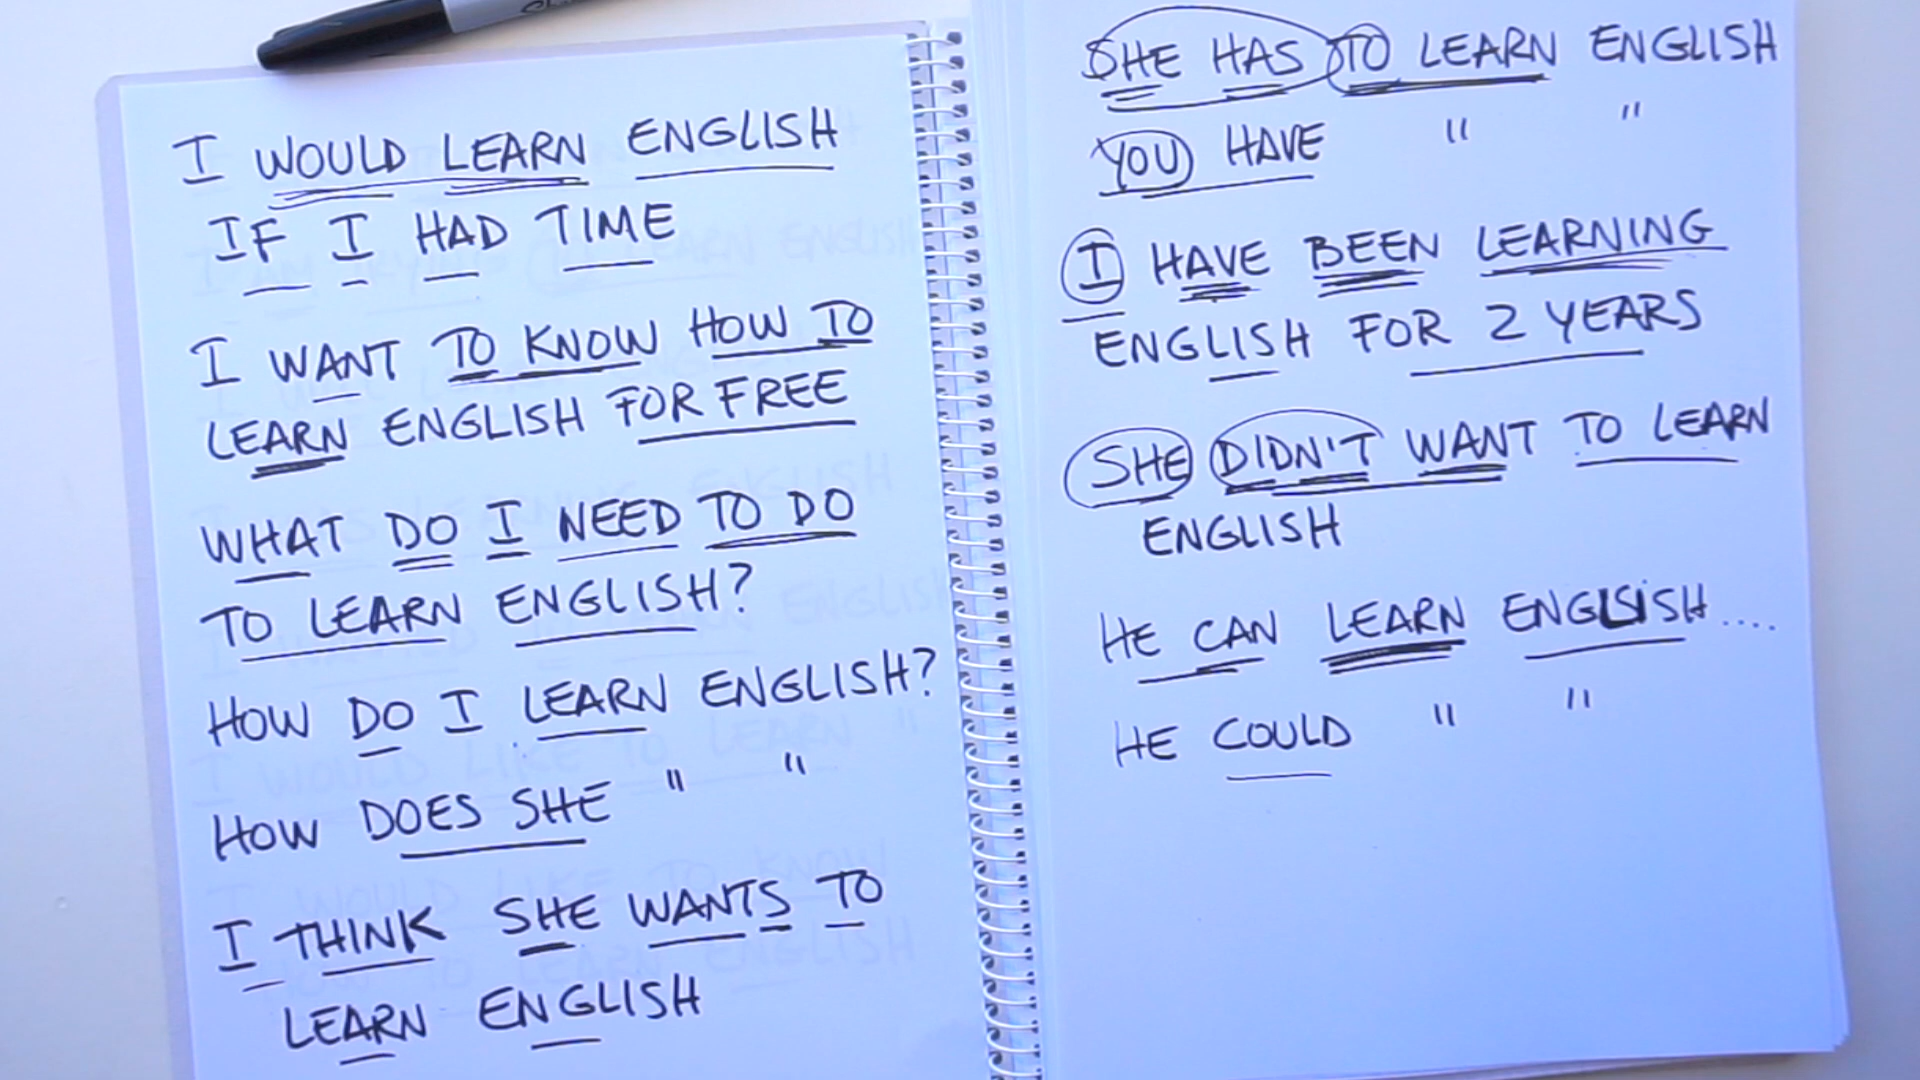 I WOULD LEARN ENGLISH
IF I HAD TIME
I WANT TO KNOW HOW TO
LEARN ENGLISH FOR FREE
WHAT DO I NEED TO DO
TO LEARN ENGLISH?
HOW DO I LEARN ENGLISH?
HOW DOES SHE " "
I THINK SHE WANTS TO
LEARN ENGLISH
SHE HAS TO LEARN ENGLISH
YOU HAVE " "
I HAVE BEEN LEARNING
ENGLISH FOR 2 YEARS
SHE DIDN'T WANT TO LEARN
ENGLISH
HE CAN LEARN ENGLSISH ....
HE COULD " "